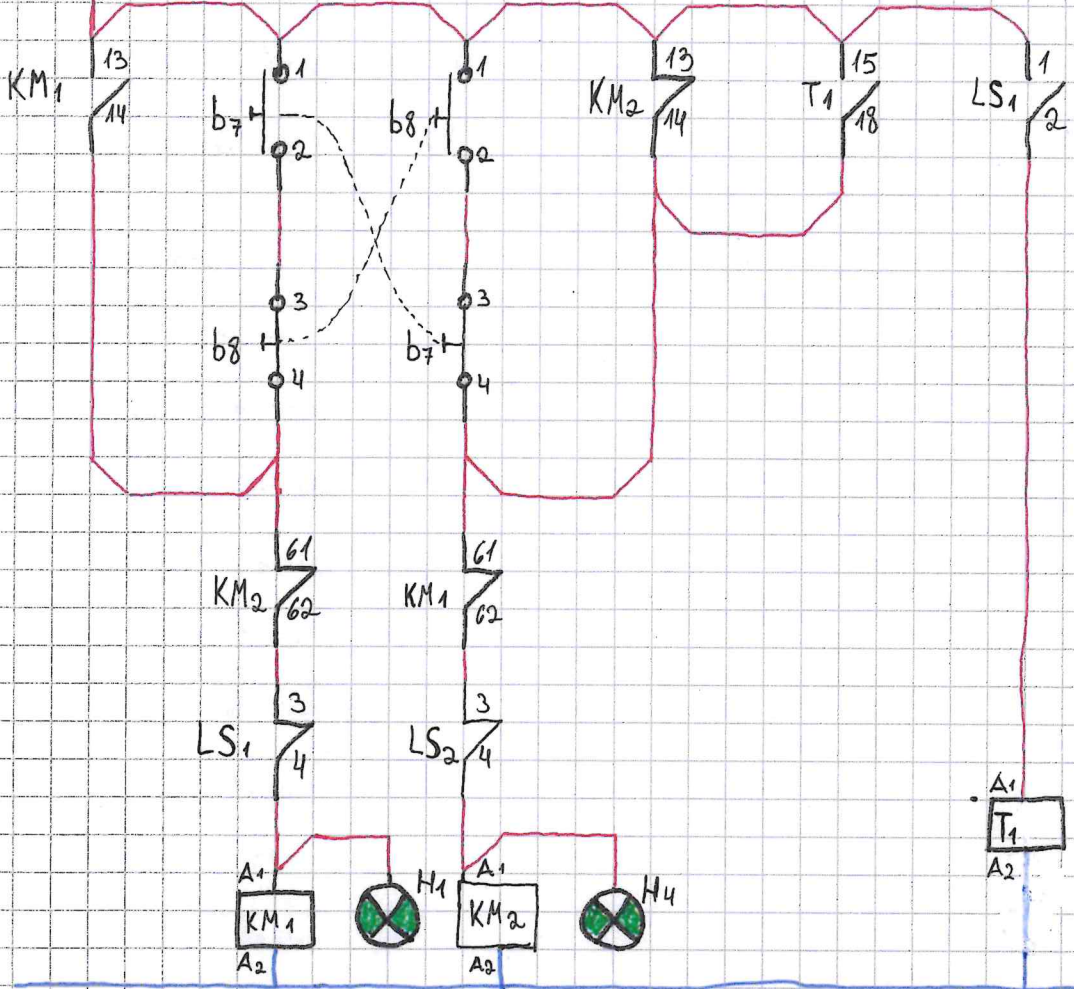 13 1 1 13 15 1
KM1 b7 b8 KM2 T1 LS1
14 14 18 2
2 2
3 3
b8 b7
4 4
61 61
KM2 KM1
62 62
3 3
LS1 LS2
4 4
A1
T1
A2
A1 H1 A1 H4
KM1 KM2
A2 A2